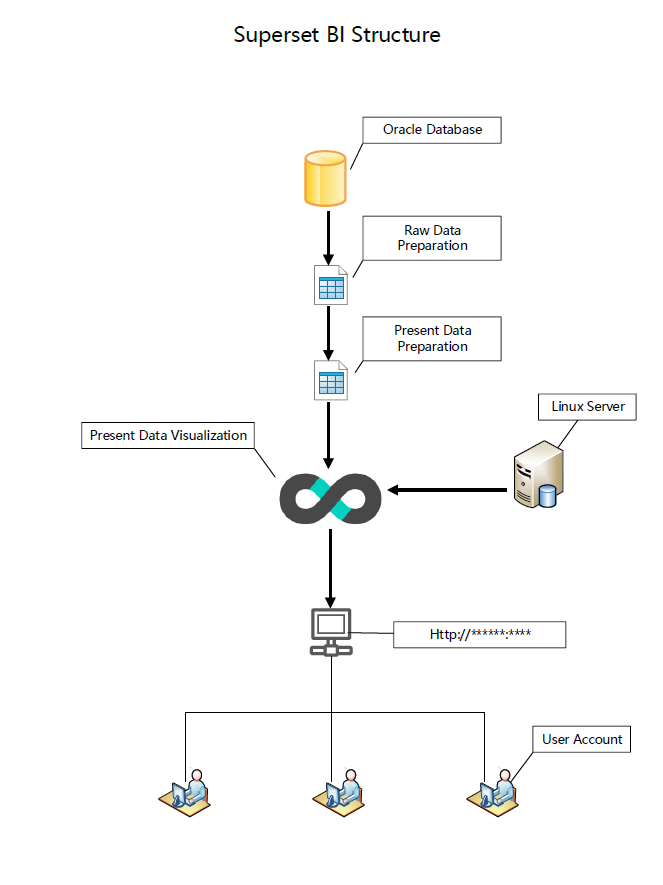 Superset BI Structure
Oracle Database
Raw Data
Preparation
Present Data
Preparation
Linux Server
Present Data Visualization
Http://******:****
User Account